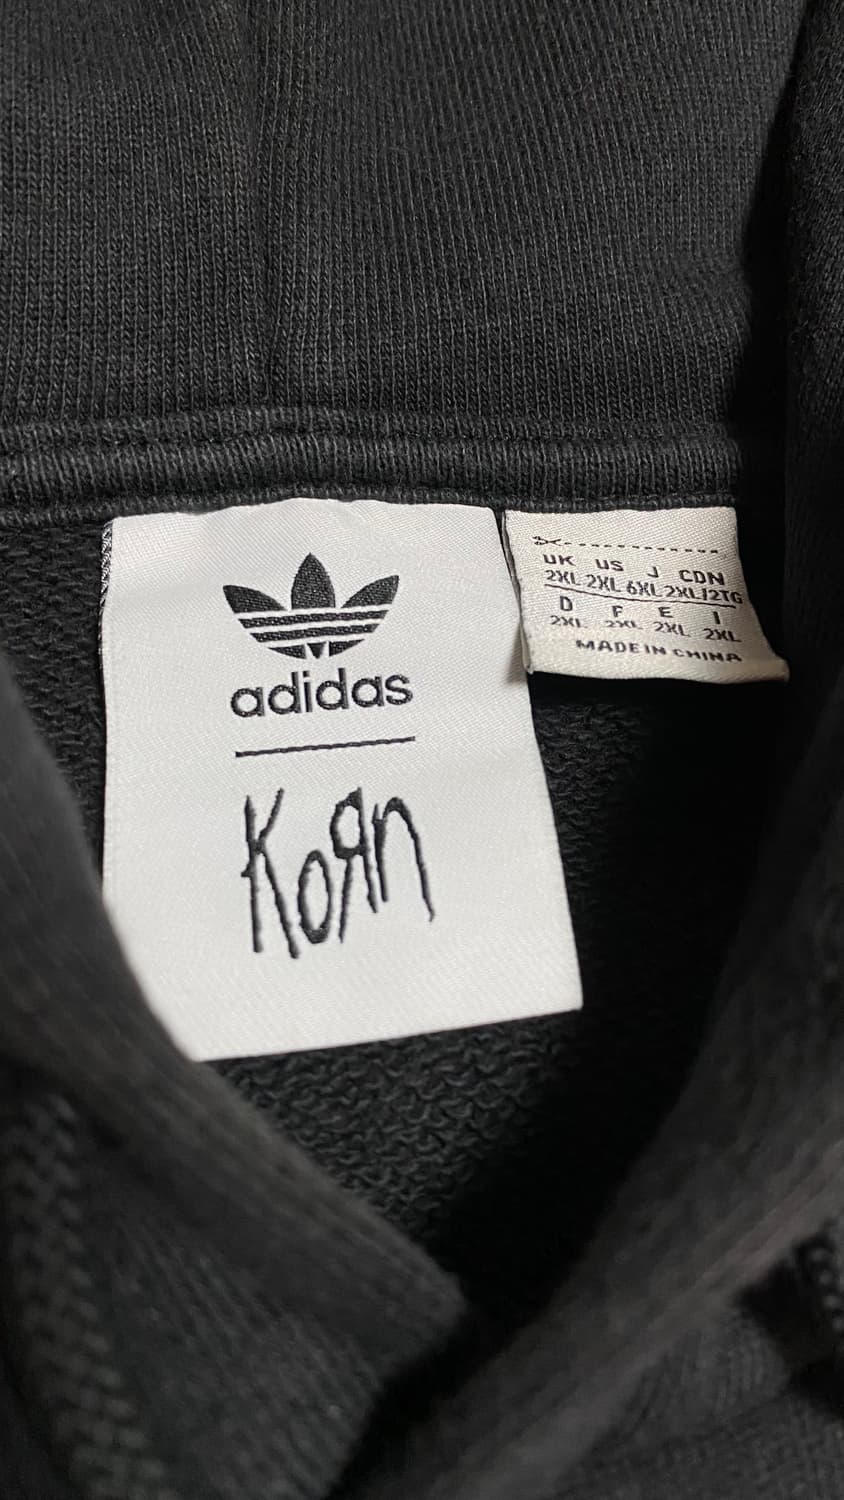 adidas
KoЯn
UK US J CDN
2XL 2XL 6XL 2XL/2TG
D F E I
2XL 2XL 2XL 2XL
MADE IN CHINA